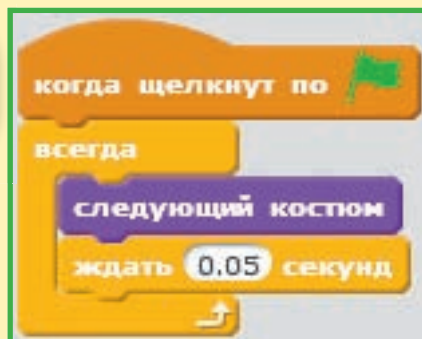 когда щелкнут по
всегда
следующий костюм
ждать 0.05 секунд